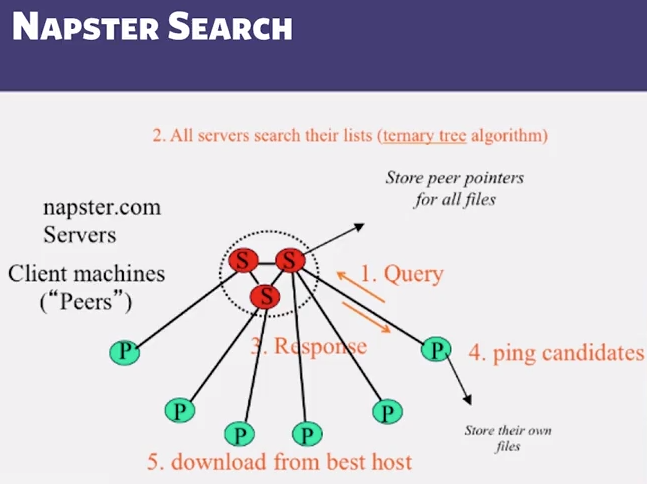 NAPSTER SEARCH
2. All servers search their lists (ternary tree algorithm)
Store peer pointers
for all files
napster.com
Servers
Client machines
(“Peers”)
S
S
S
1. Query
3. Response
P
P
4. ping candidates
P
P
P
P
Store their own
files
5. download from best host